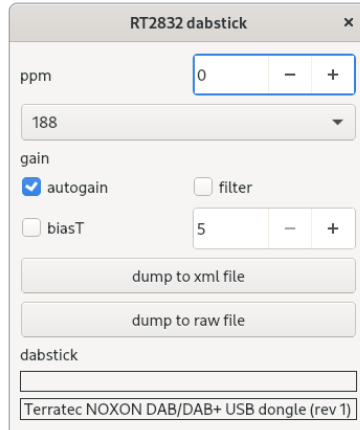 RT2832 dabstick ×
ppm 0 − +
188
gain
autogain filter
biasT 5 − +
dump to xml file
dump to raw file
dabstick
Terratec NOXON DAB/DAB+ USB dongle (rev 1)